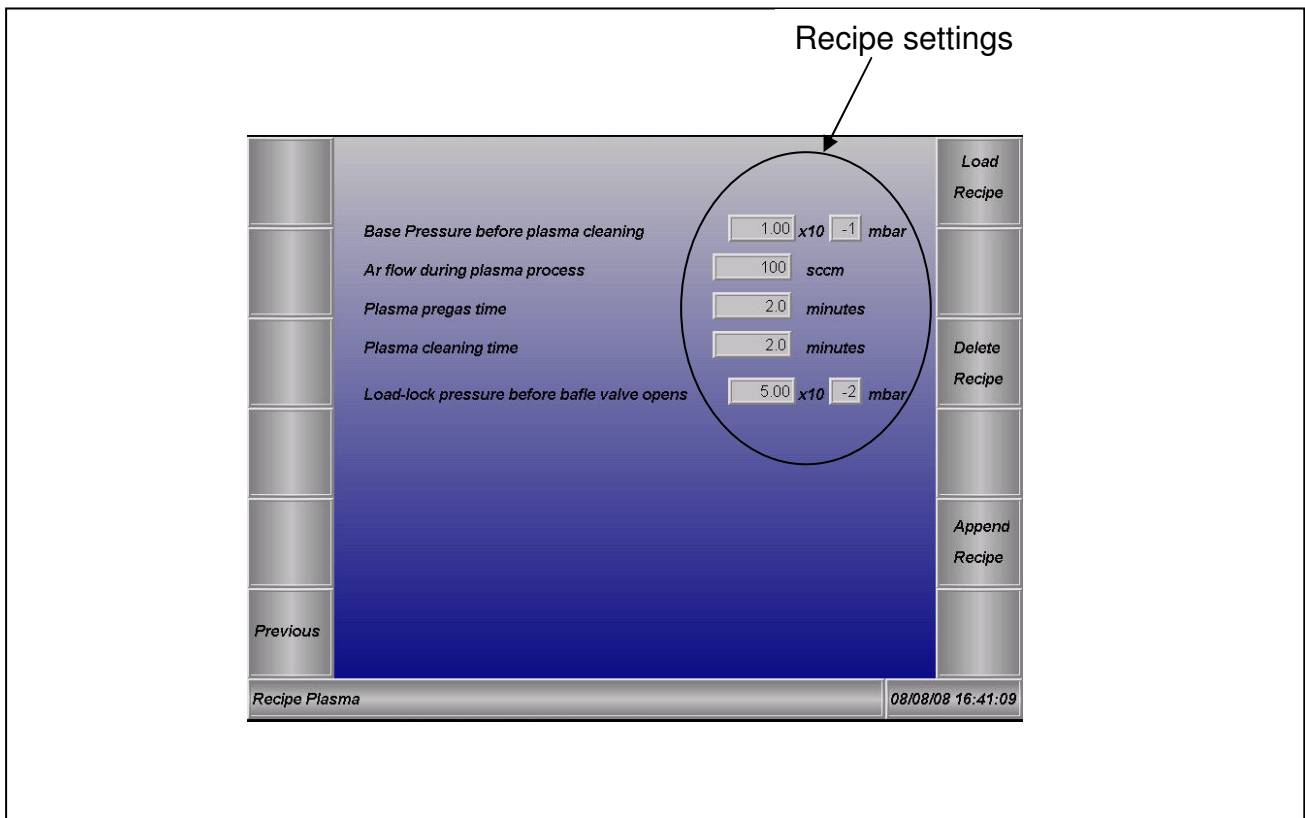 Recipe settings
Load
Recipe
Base Pressure before plasma cleaning 1.00 x10 -1 mbar
Ar flow during plasma process 100 sccm
Plasma pregas time 2.0 minutes
Plasma cleaning time 2.0 minutes
Delete
Recipe
Load-lock pressure before bafle valve opens 5.00 x10 -2 mbar
Append
Recipe
Previous
Recipe Plasma 08/08/08 16:41:09